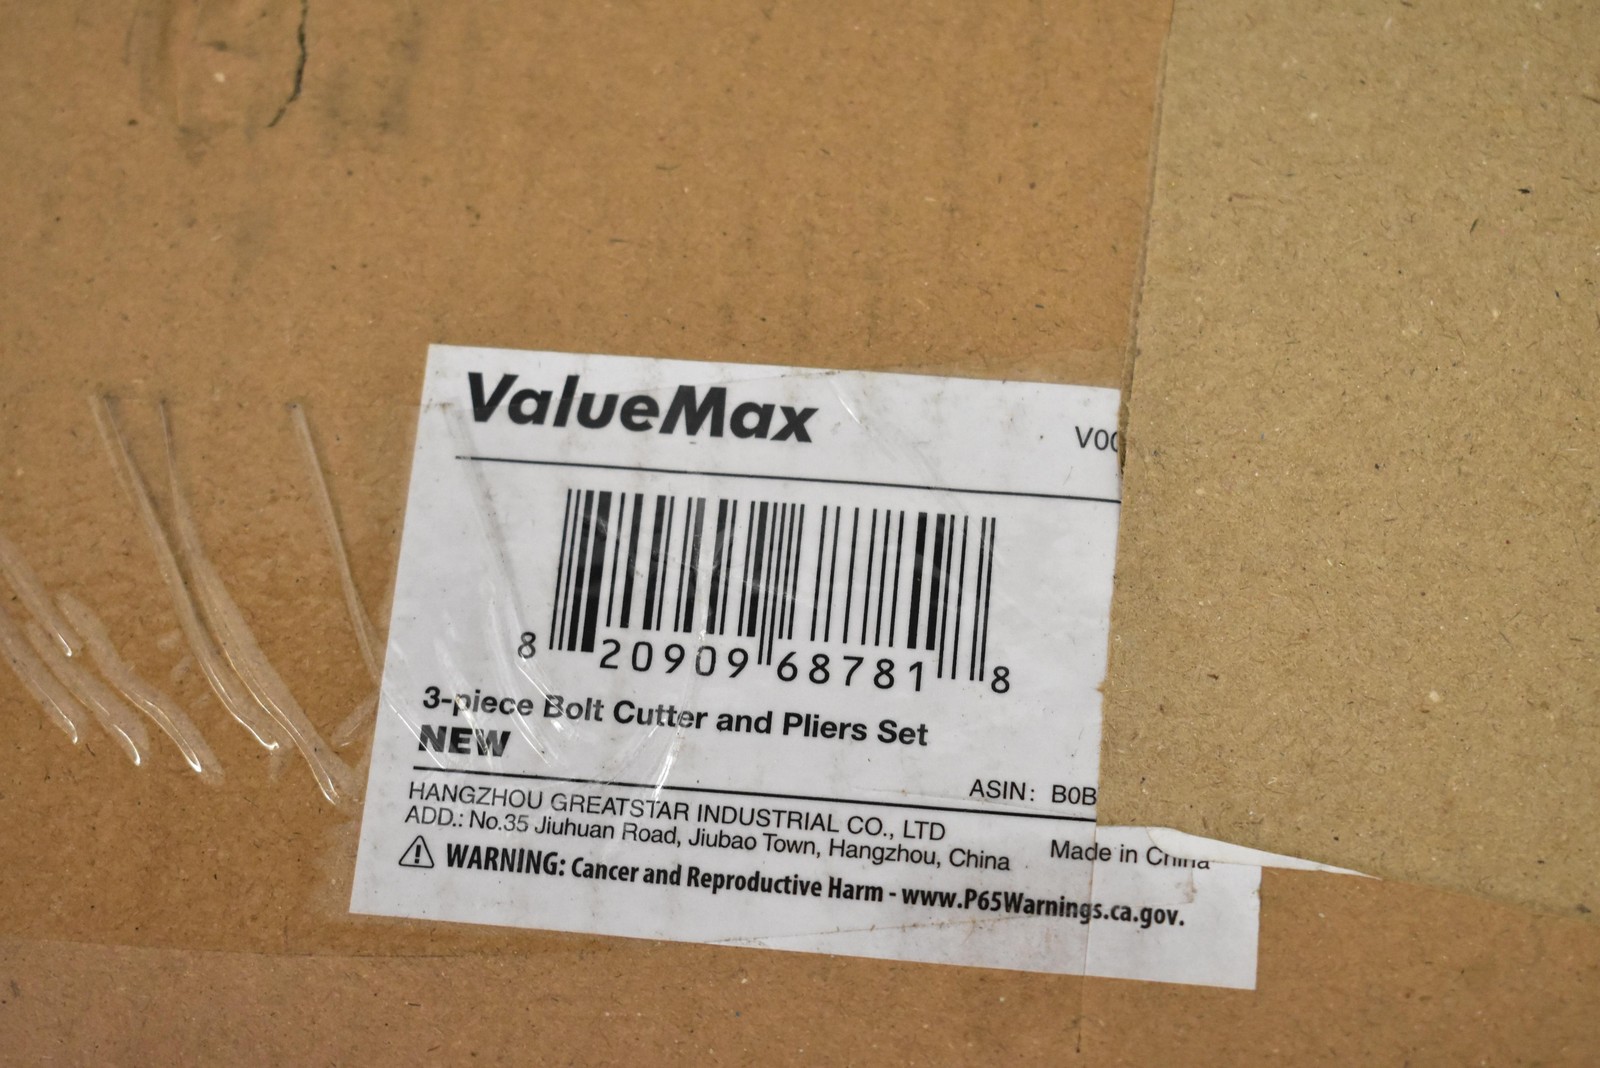 ValueMax
V00
8 20909 68781 8
3-piece Bolt Cutter and Pliers Set
NEW
ASIN: B0B
HANGZHOU GREATSTAR INDUSTRIAL CO., LTD
ADD.: No.35 Jiuhuan Road, Jiubao Town, Hangzhou, China
Made in China
WARNING: Cancer and Reproductive Harm - www.P65Warnings.ca.gov.